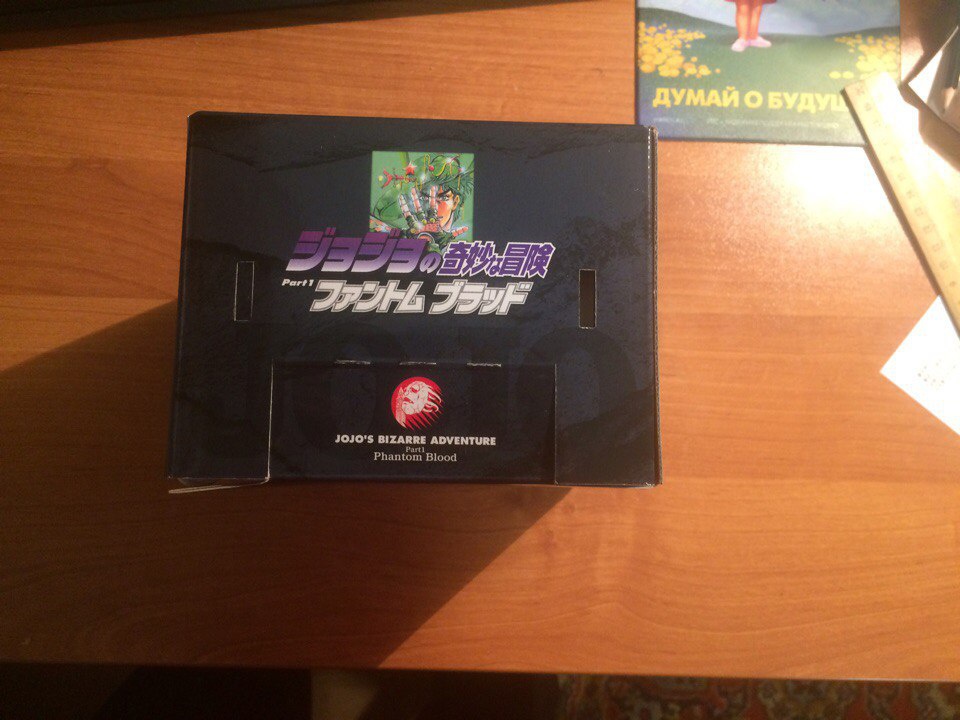 ДУМАЙ О БУДУЩ
ジョジョの奇妙な冒険
Part1 ファントム ブラッド
JOJO'S BIZARRE ADVENTURE
Part1
Phantom Blood